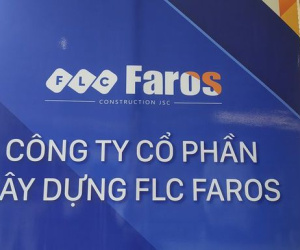 FLC Faros
CONSTRUCTION JSC
CÔNG TY CỔ PHẦN
ÂY DỰNG FLC FAROS